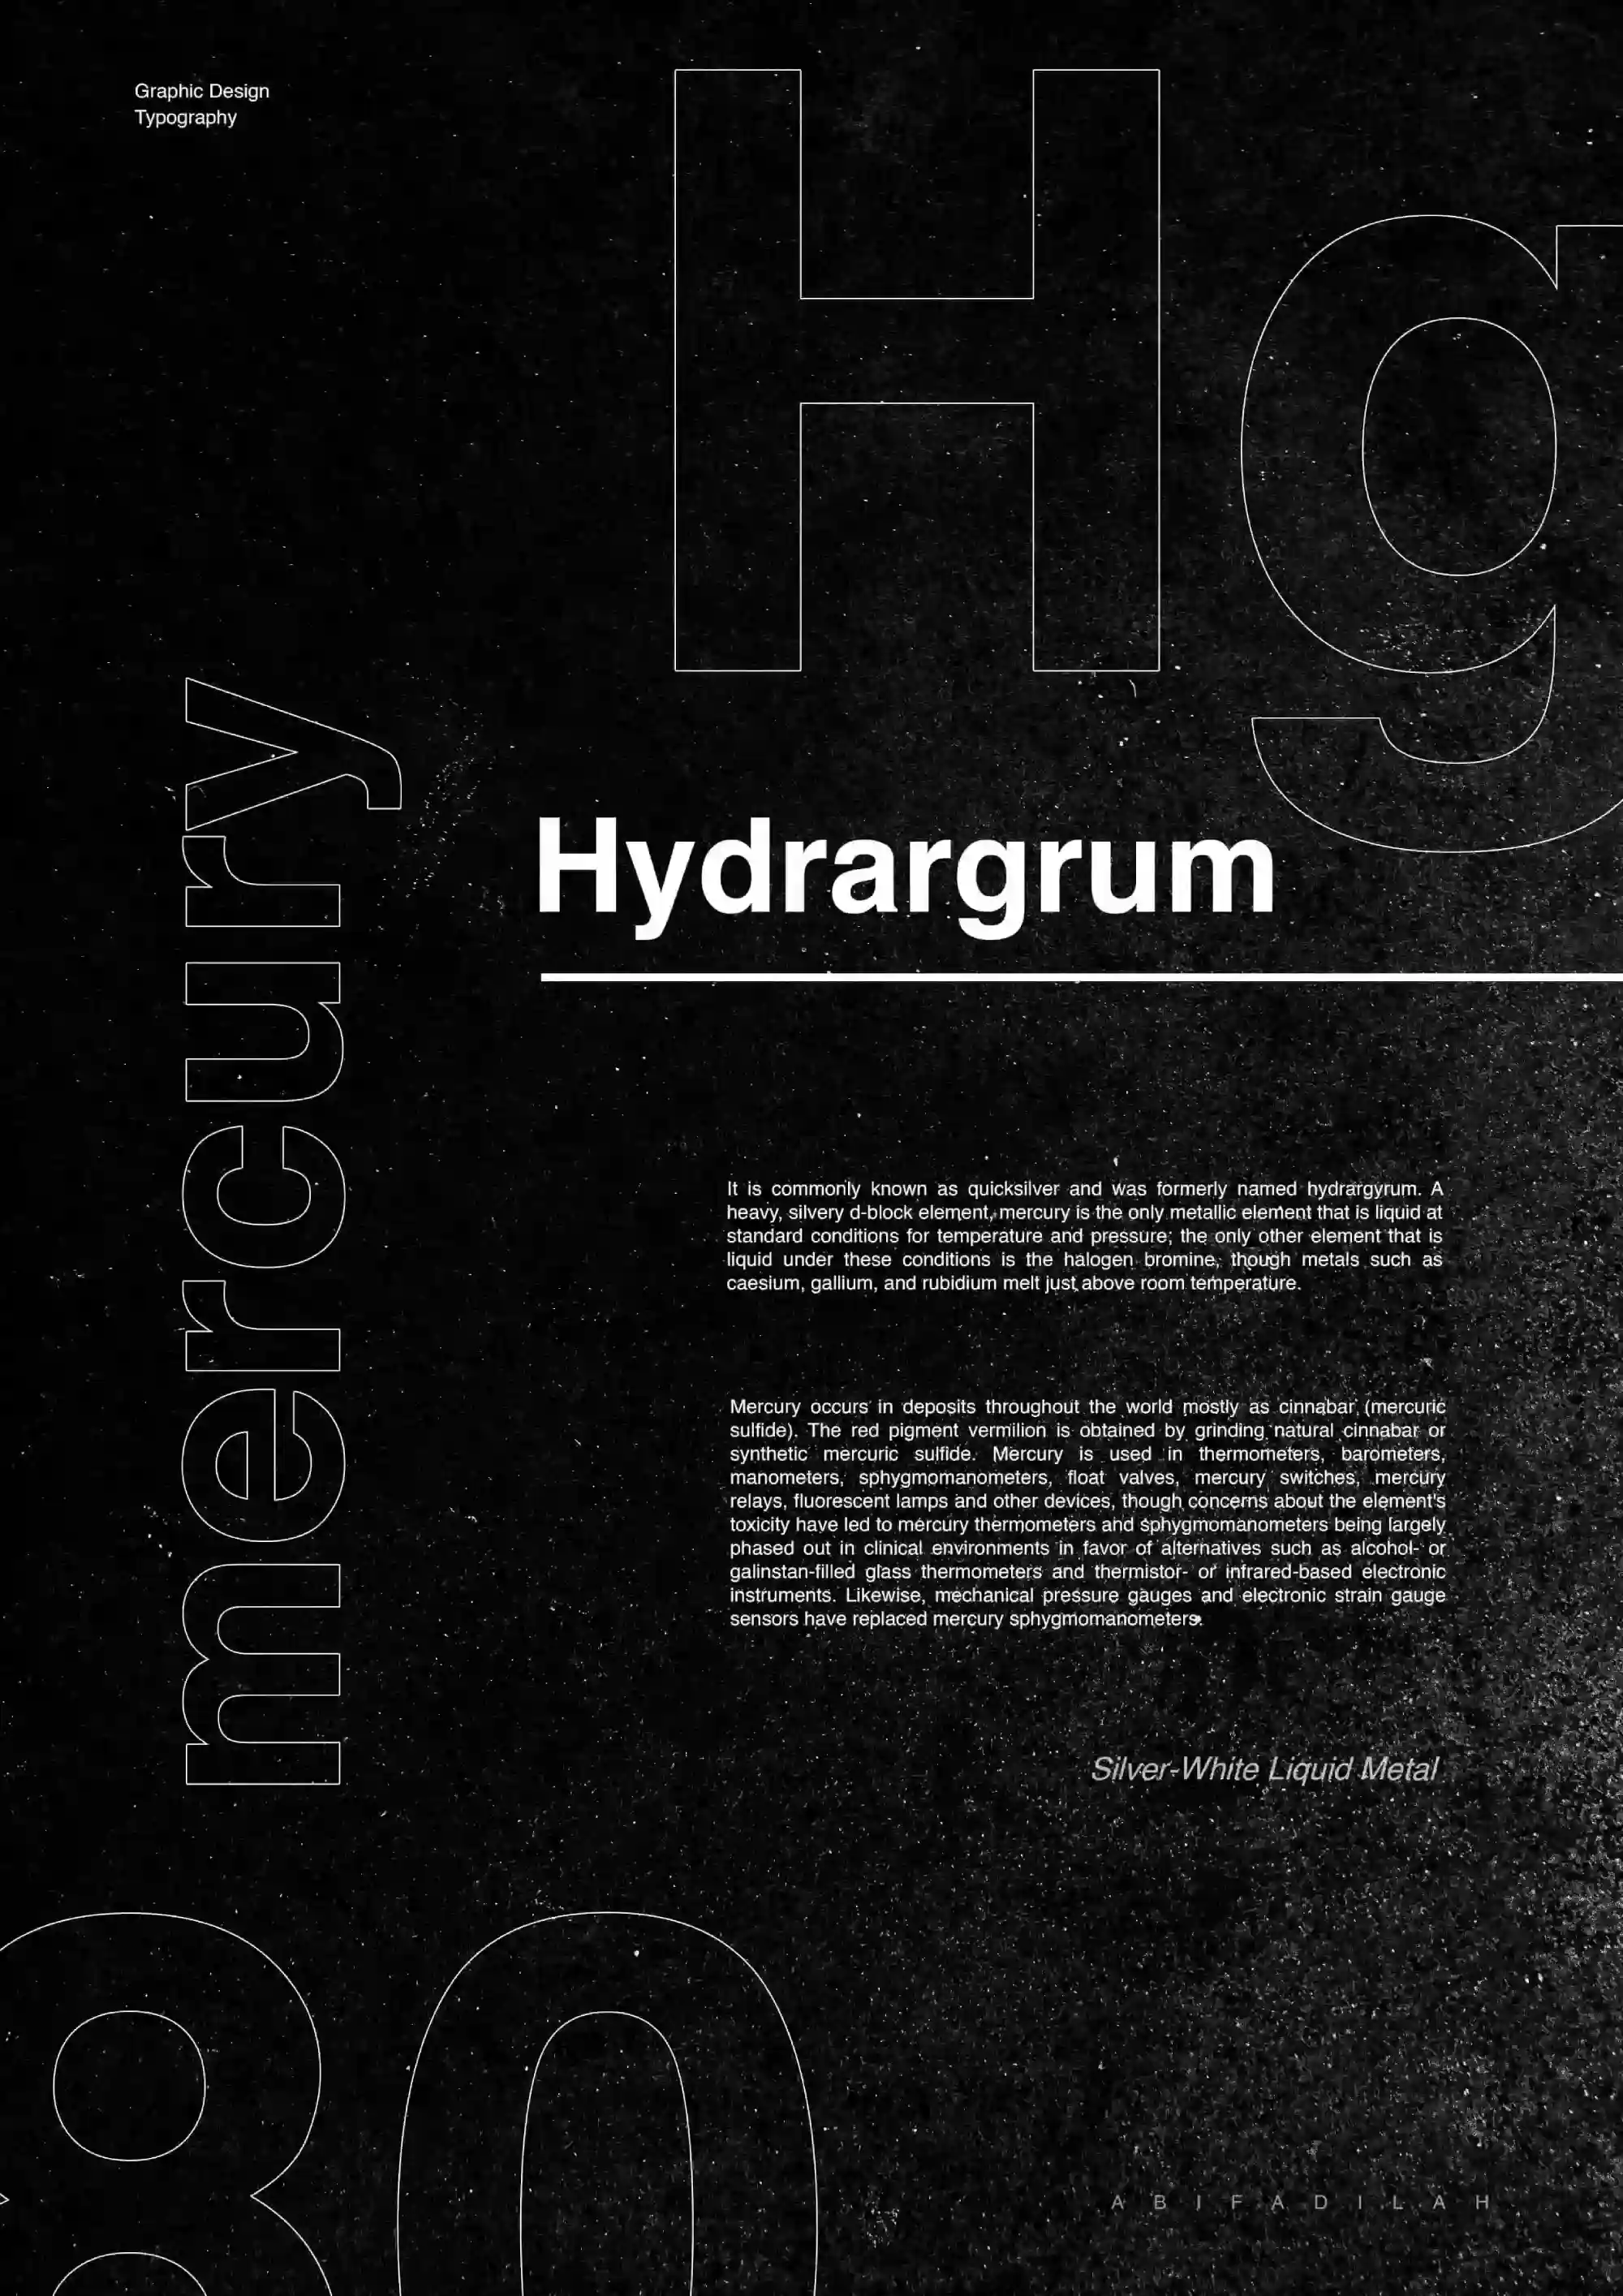 Graphic Design
Typography
Hg
mercury
Hydrargrum
It is commonly known as quicksilver and was formerly named hydrargyrum. A
heavy, silvery d-block element, mercury is the only metallic element that is liquid at
standard conditions for temperature and pressure; the only other element that is
liquid under these conditions is the halogen bromine, though metals such as
caesium, gallium, and rubidium melt just above room temperature.
Mercury occurs in deposits throughout the world mostly as cinnabar (mercuric
sulfide). The red pigment vermilion is obtained by grinding natural cinnabar or
synthetic mercuric sulfide. Mercury is used in thermometers, barometers,
manometers, sphygmomanometers, float valves, mercury switches, mercury
relays, fluorescent lamps and other devices, though concerns about the element's
toxicity have led to mercury thermometers and sphygmomanometers being largely
phased out in clinical environments in favor of alternatives such as alcohol- or
galinstan-filled glass thermometers and thermistor- or infrared-based electronic
instruments. Likewise, mechanical pressure gauges and electronic strain gauge
sensors have replaced mercury sphygmomanometers.
Silver-White Liquid Metal
80
ABIFADILAH